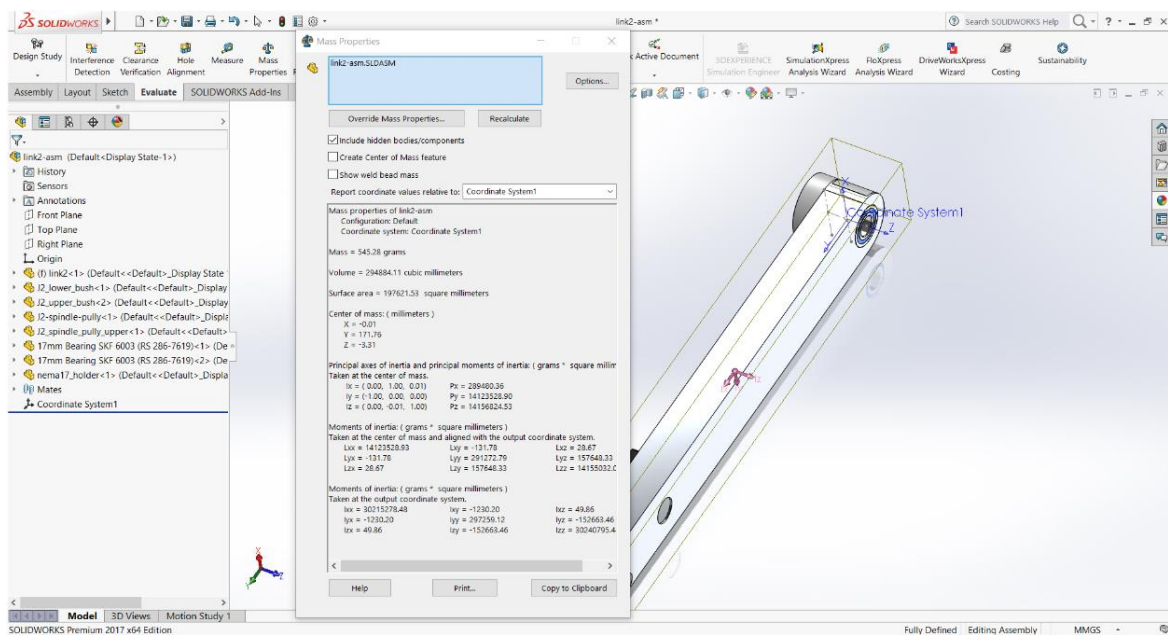 SOLIDWORKS
link2-asm *
Search SOLIDWORKS Help
Design Study
Interference Detection
Clearance Verification
Hole Alignment
Measure
Mass Properties
Active Document
3DEXPERIENCE Simulation Engineer
SimulationXpress Analysis Wizard
FloXpress Analysis Wizard
DriveWorksXpress Wizard
Costing
Sustainability
Assembly Layout Sketch Evaluate SOLIDWORKS Add-Ins
link2-asm (Default<Display State-1>)
History
Sensors
Annotations
Front Plane
Top Plane
Right Plane
Origin
(f) link2<1> (Default<<Default>_Display State
J2_lower_bush<1> (Default<<Default>_Display
J2_upper_bush<2> (Default<<Default>_Display
J2-spindle-pully<1> (Default<<Default>_Displa
J2_spindle_pully_upper<1> (Default<<Default>
17mm Bearing SKF 6003 (RS 286-7619)<1> (De
17mm Bearing SKF 6003 (RS 286-7619)<2> (De
nema17_holder<1> (Default<<Default>_Displa
Mates
Coordinate System1
Mass Properties
link2-asm.SLDASM
Options...
Override Mass Properties...
Recalculate
Include hidden bodies/components
Create Center of Mass feature
Show weld bead mass
Report coordinate values relative to: Coordinate System1
Mass properties of link2-asm
Configuration: Default
Coordinate system: Coordinate System1
Mass = 545.28 grams
Volume = 294884.11 cubic millimeters
Surface area = 197621.53 square millimeters
Center of mass: ( millimeters )
X = -0.01
Y = 171.76
Z = -3.31
Principal axes of inertia and principal moments of inertia: ( grams * square millim
Taken at the center of mass.
Ix = ( 0.00, 1.00, 0.01) Px = 289480.36
Iy = (-1.00, 0.00, 0.00) Py = 14123528.90
Iz = ( 0.00, -0.01, 1.00) Pz = 14156824.53
Moments of inertia: ( grams * square millimeters )
Taken at the center of mass and aligned with the output coordinate system.
Lxx = 14123528.93 Lxy = -131.78 Lxz = 28.67
Lyx = -131.78 Lyy = 291272.79 Lyz = 157648.33
Lzx = 28.67 Lzy = 157648.33 Lzz = 14155032.0
Moments of inertia: ( grams * square millimeters )
Taken at the output coordinate system.
Ixx = 30215278.48 Ixy = -1230.20 Ixz = 49.86
Iyx = -1230.20 Iyy = 297259.12 Iyz = -152663.46
Izx = 49.86 Izy = -152663.46 Izz = 30240795.4
Help
Print...
Copy to Clipboard
X
Coordinate System1
Z
X
Y
Z
Model 3D Views Motion Study 1
SOLIDWORKS Premium 2017 x64 Edition
Fully Defined
Editing Assembly
MMGS